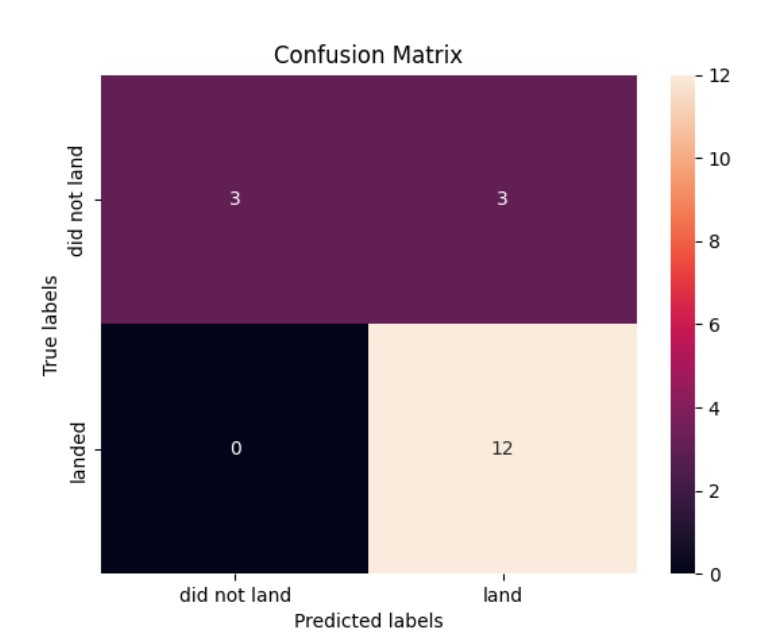 Confusion Matrix
True labels
did not land
landed
3
3
0
12
did not land
land
Predicted labels
12
10
8
6
4
2
0